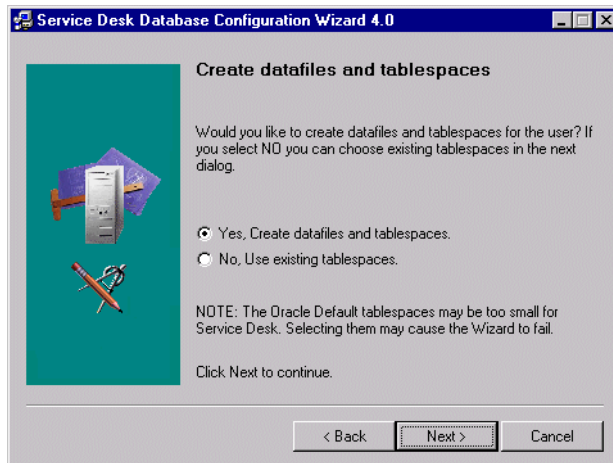 Service Desk Database Configuration Wizard 4.0
Create datafiles and tablespaces
Would you like to create datafiles and tablespaces for the user? If
you select NO you can choose existing tablespaces in the next
dialog.
Yes, Create datafiles and tablespaces.
No, Use existing tablespaces.
NOTE: The Oracle Default tablespaces may be too small for
Service Desk. Selecting them may cause the Wizard to fail.
Click Next to continue.
< Back Next > Cancel